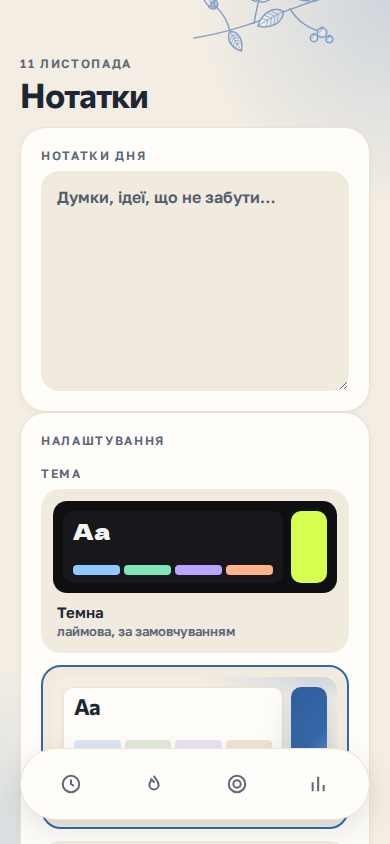 11 ЛИСТОПАДА
Нотатки
НОТАТКИ ДНЯ
Думки, ідеї, що не забути…
НАЛАШТУВАННЯ
ТЕМА
Aa
Темна
лаймова, за замовчуванням
Aa